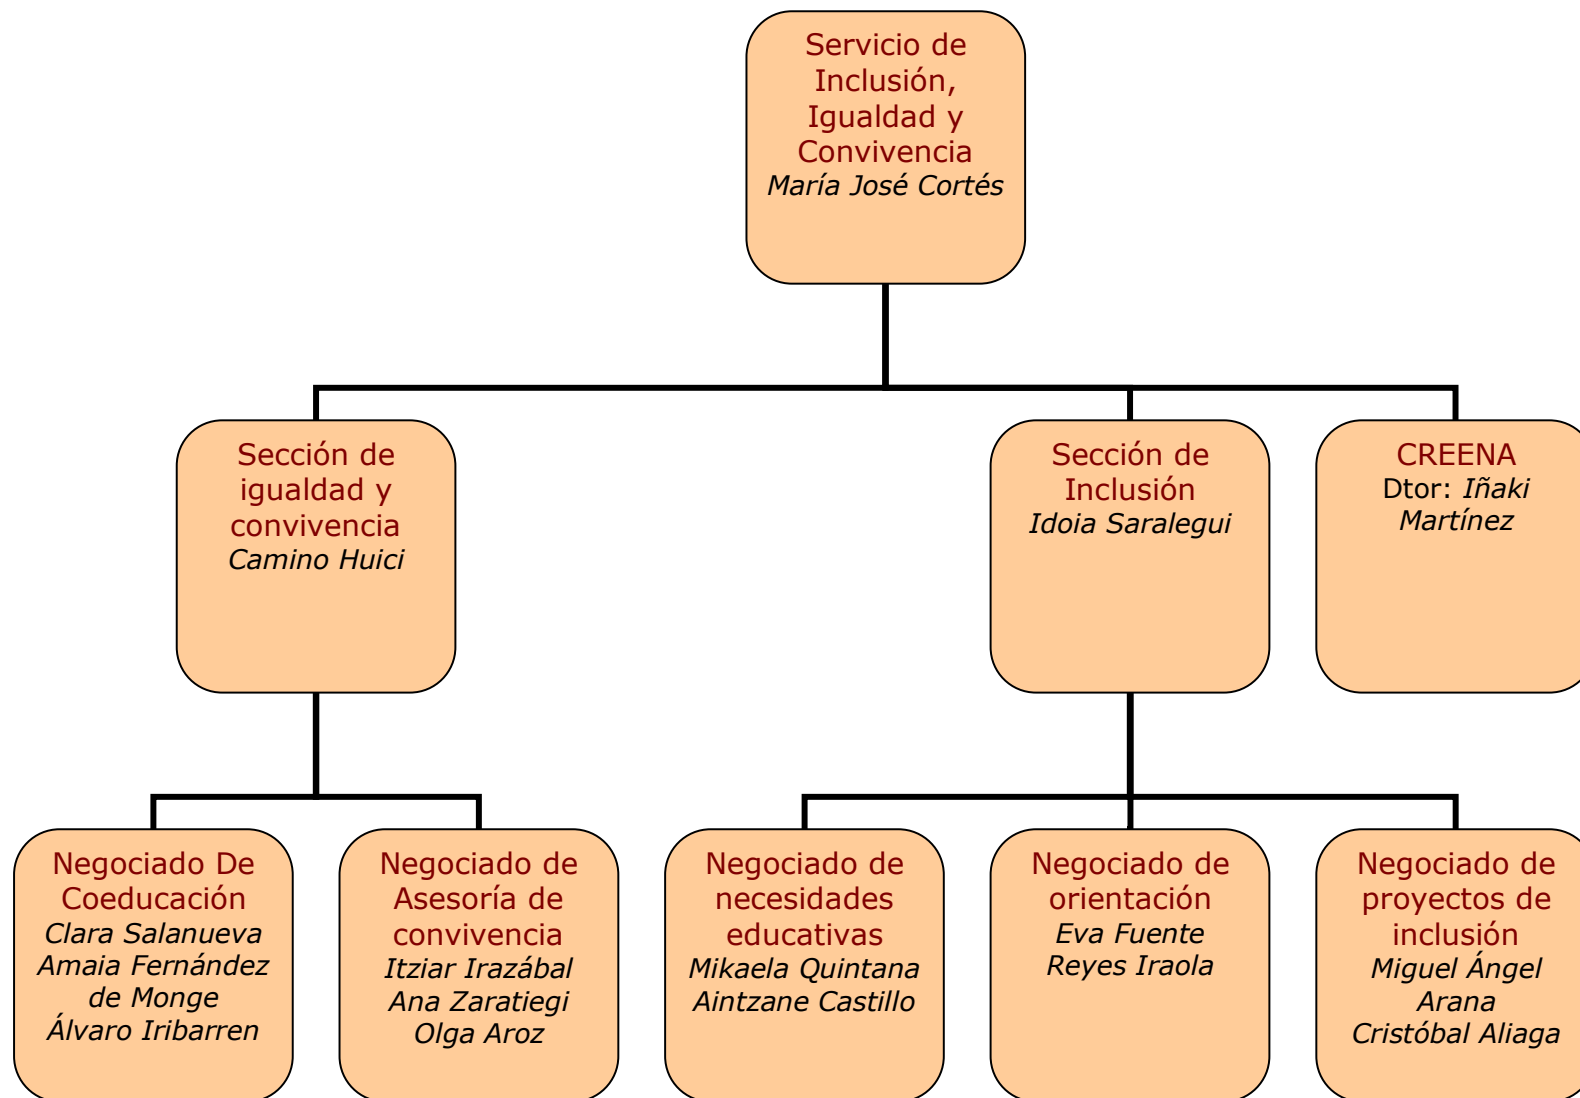 Servicio de
Inclusión,
Igualdad y
Convivencia
María José Cortés
Sección de
igualdad y
convivencia
Camino Huici
Sección de
Inclusión
Idoia Saralegui
CREENA
Dtor: Iñaki
Martínez
Negociado De
Coeducación
Clara Salanueva
Amaia Fernández
de Monge
Álvaro Iribarren
Negociado de
Asesoría de
convivencia
Itziar Irazábal
Ana Zaratiegi
Olga Aroz
Negociado de
necesidades
educativas
Mikaela Quintana
Aintzane Castillo
Negociado de
orientación
Eva Fuente
Reyes Iraola
Negociado de
proyectos de
inclusión
Miguel Ángel
Arana
Cristóbal Aliaga